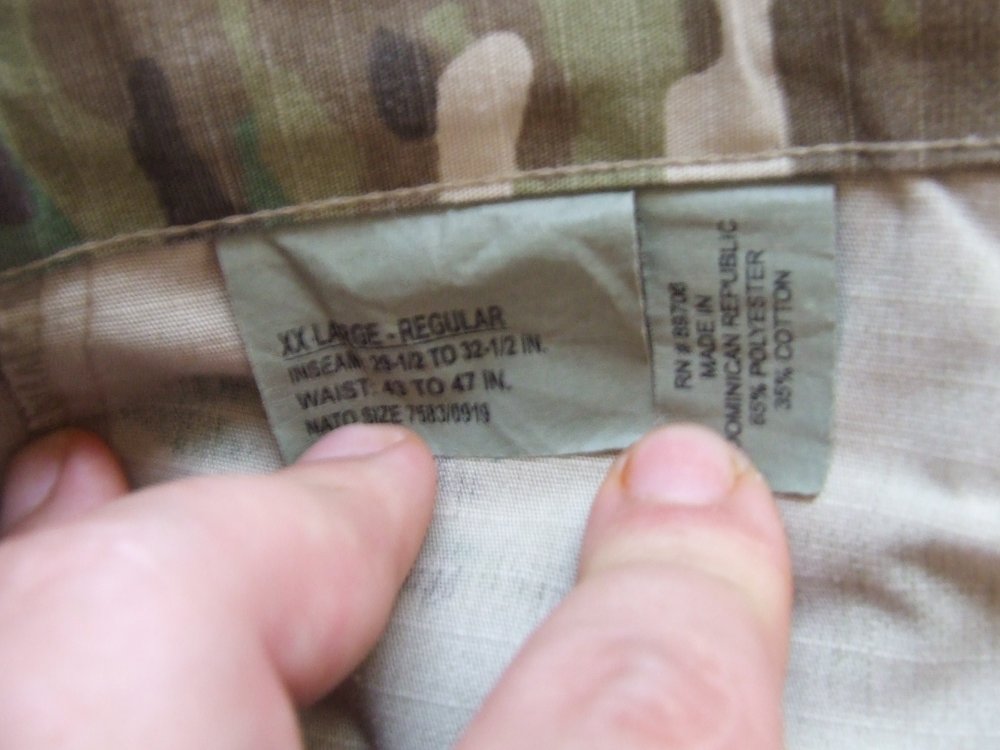 XX LARGE - REGULAR
INSEAM 29-1/2 TO 32-1/2 IN.
WAIST: 43 TO 47 IN.
NATO SIZE 7583/0919
RN # 89706
MADE IN
DOMINICAN REPUBLIC
65% POLYESTER
35% COTTON